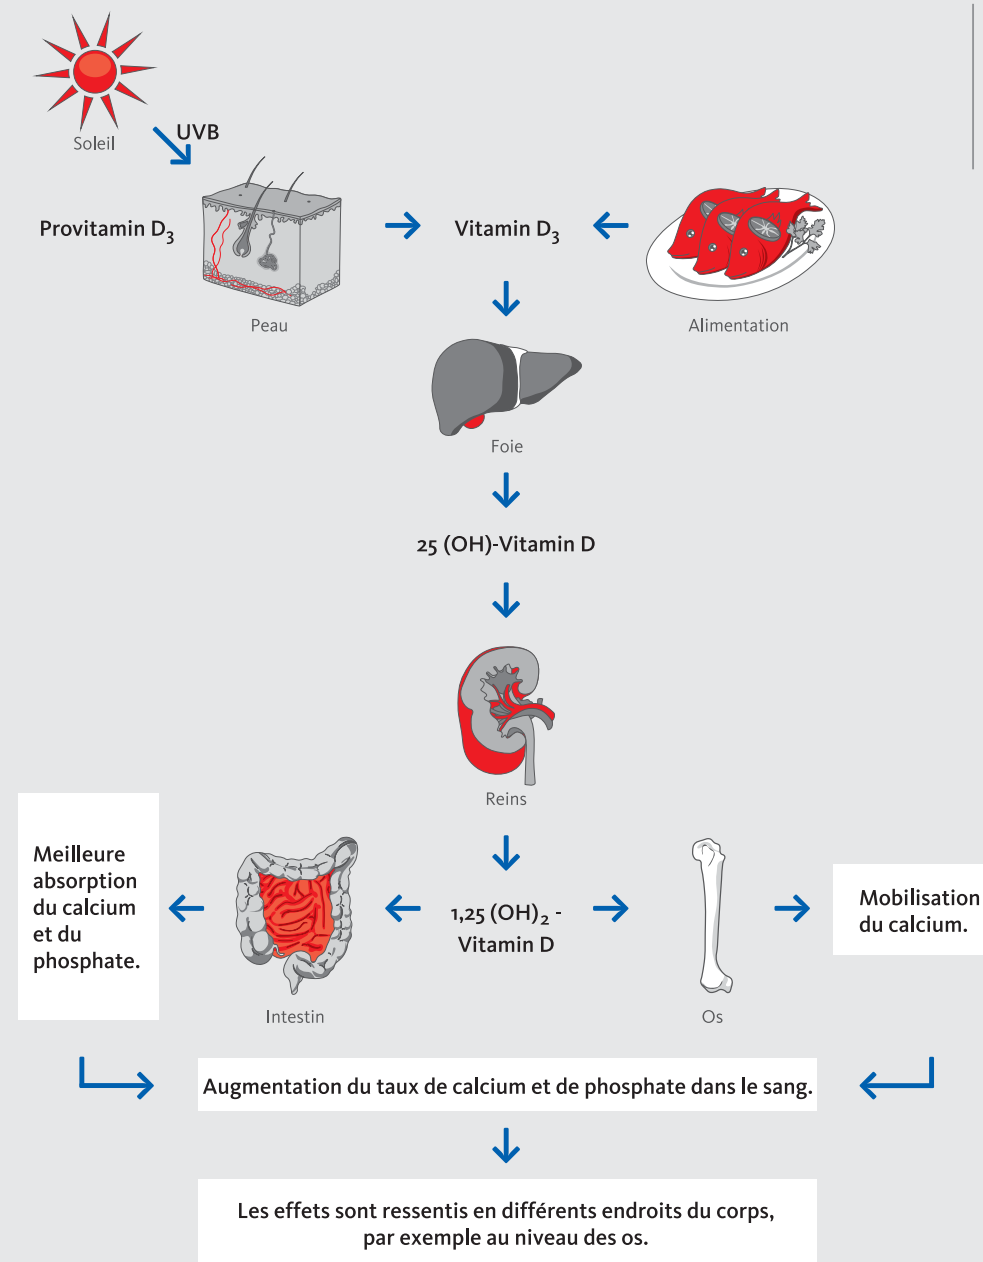 Soleil
UVB
Provitamin D₃
Vitamin D₃
Peau
Alimentation
Foie
25 (OH)-Vitamin D
Reins
Meilleure
absorption
du calcium
et du
phosphate.
1,25 (OH)₂ -
Vitamin D
Mobilisation
du calcium.
Intestin
Os
Augmentation du taux de calcium et de phosphate dans le sang.
Les effets sont ressentis en différents endroits du corps,
par exemple au niveau des os.